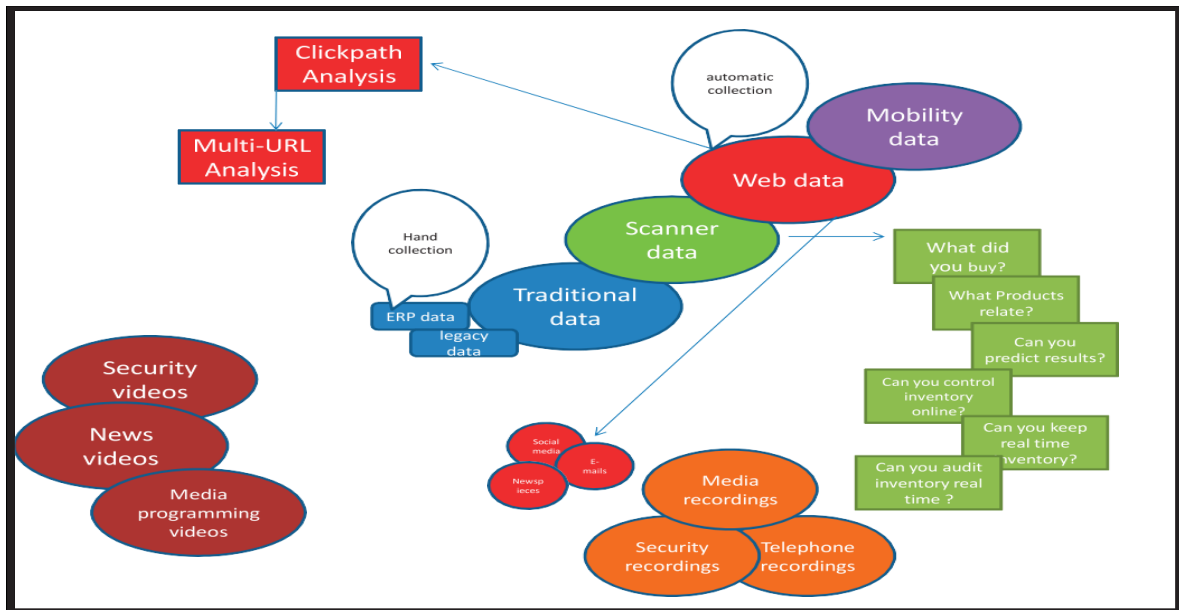 Clickpath
Analysis
automatic
collection
Mobility
data
Multi-URL
Analysis
Web data
Hand
collection
Scanner
data
What did
you buy?
Traditional
data
ERP data
legacy
data
What Products
relate?
Can you
predict results?
Can you control
inventory
online?
Can you keep
real time
inventory?
Can you audit
inventory real
time ?
Security
videos
News
videos
Media
programming
videos
Social
media
E-
mails
Newsp
ieces
Media
recordings
Security
recordings
Telephone
recordings